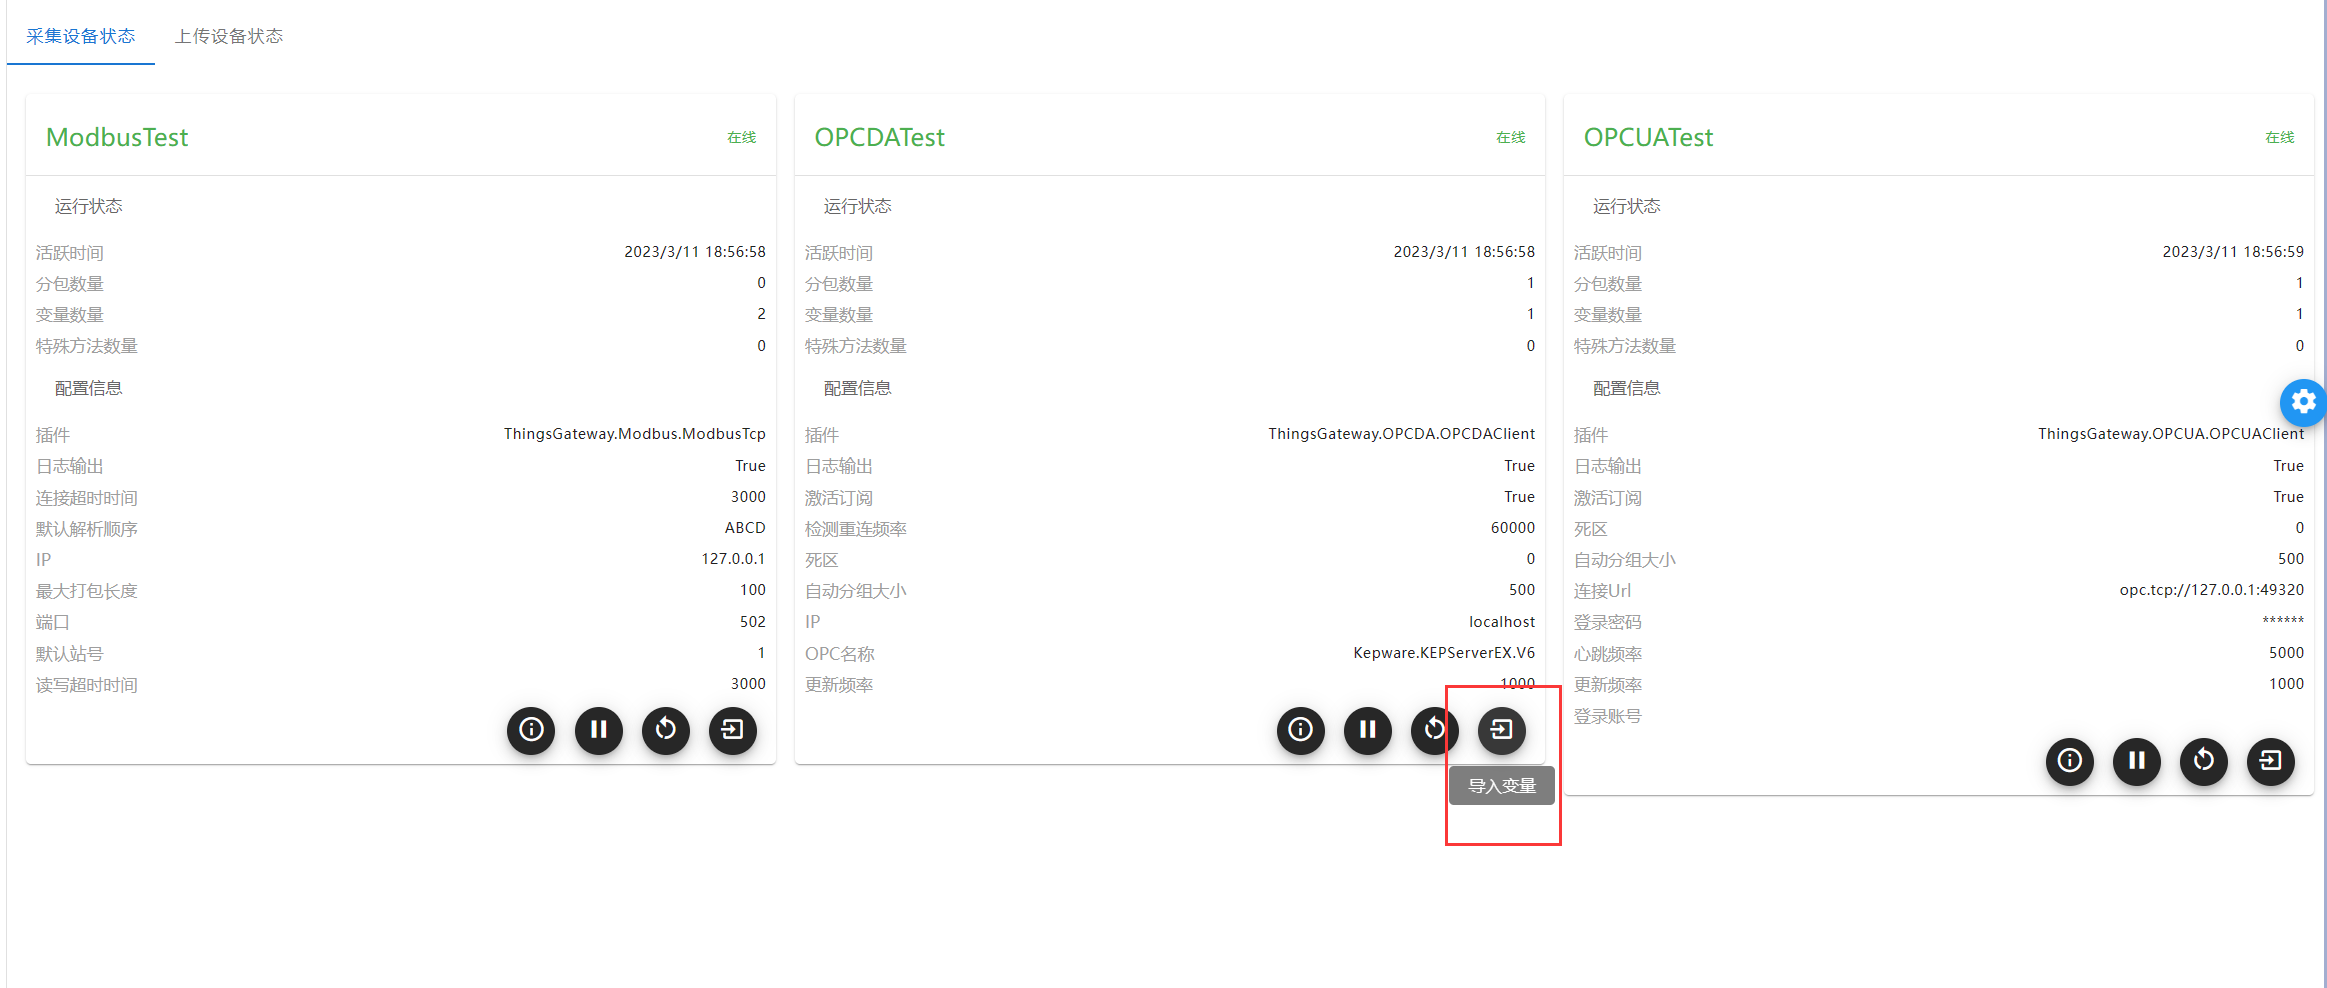 采集设备状态 上传设备状态
ModbusTest 在线
运行状态
活跃时间 2023/3/11 18:56:58
分包数量 0
变量数量 2
特殊方法数量 0
配置信息
插件 ThingsGateway.Modbus.ModbusTcp
日志输出 True
连接超时时间 3000
默认解析顺序 ABCD
IP 127.0.0.1
最大打包长度 100
端口 502
默认站号 1
读写超时时间 3000
OPCDATest 在线
运行状态
活跃时间 2023/3/11 18:56:58
分包数量 1
变量数量 1
特殊方法数量 0
配置信息
插件 ThingsGateway.OPCDA.OPCDAClient
日志输出 True
激活订阅 True
检测重连频率 60000
死区 0
自动分组大小 500
IP localhost
OPC名称 Kepware.KEPServerEX.V6
更新频率 1000
导入变量
OPCUATest 在线
运行状态
活跃时间 2023/3/11 18:56:59
分包数量 1
变量数量 1
特殊方法数量 0
配置信息
插件 ThingsGateway.OPCUA.OPCUAClient
日志输出 True
激活订阅 True
死区 0
自动分组大小 500
连接Url opc.tcp://127.0.0.1:49320
登录密码 ******
心跳频率 5000
更新频率 1000
登录账号